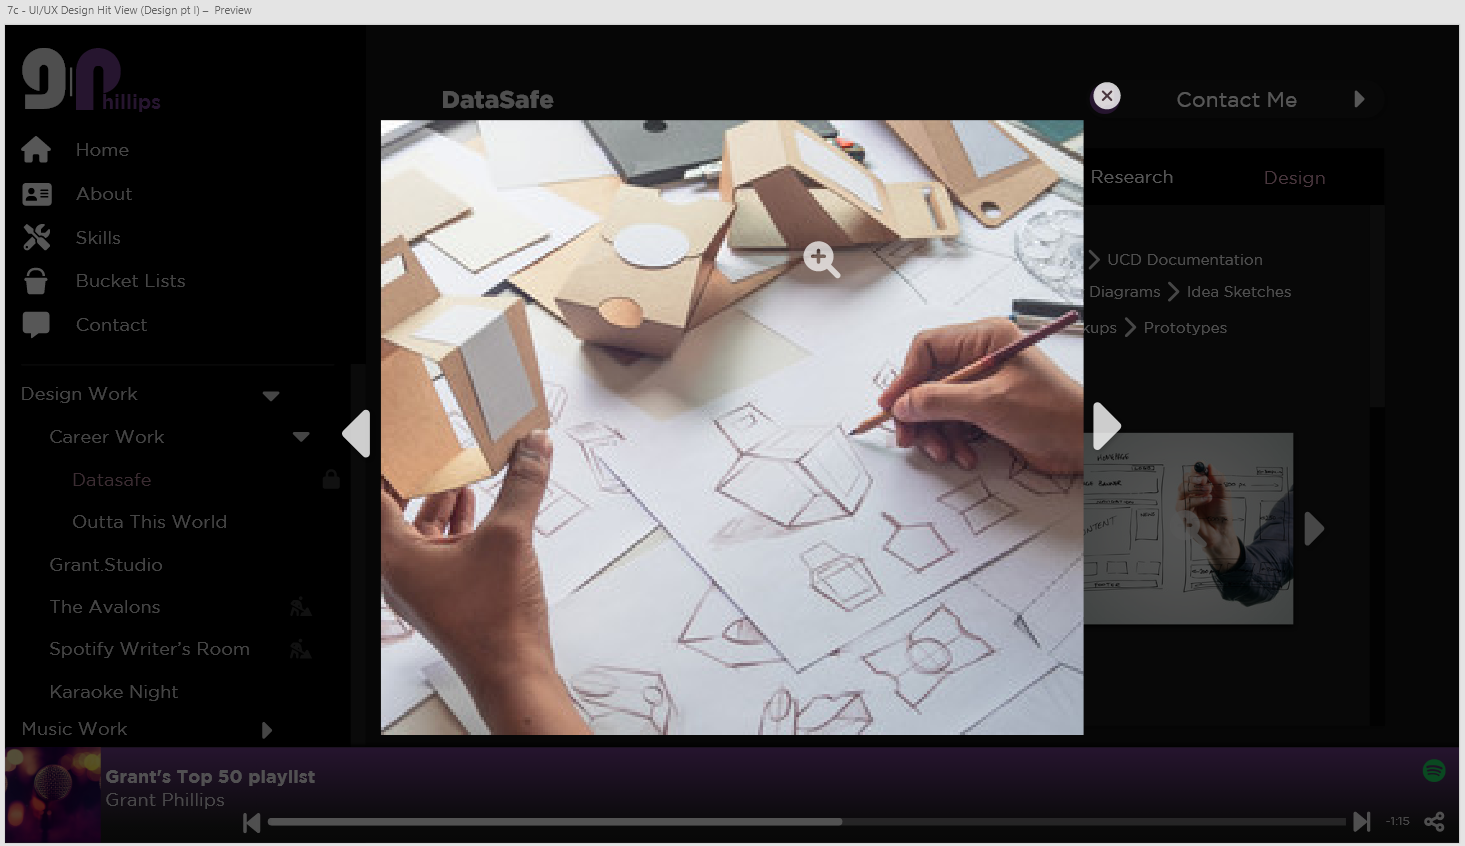 7c - UI/UX Design Hit View (Design pt I) – Preview
g|Phillips
DataSafe
Contact Me
Home
About
Skills
Bucket Lists
Contact
Research
Design
UCD Documentation
Diagrams
Idea Sketches
kups
Prototypes
Design Work
Career Work
Datasafe
Outta This World
Grant.Studio
The Avalons
Spotify Writer's Room
Karaoke Night
Music Work
HOMEPAGE
Grant's Top 50 playlist
Grant Phillips
-1:15